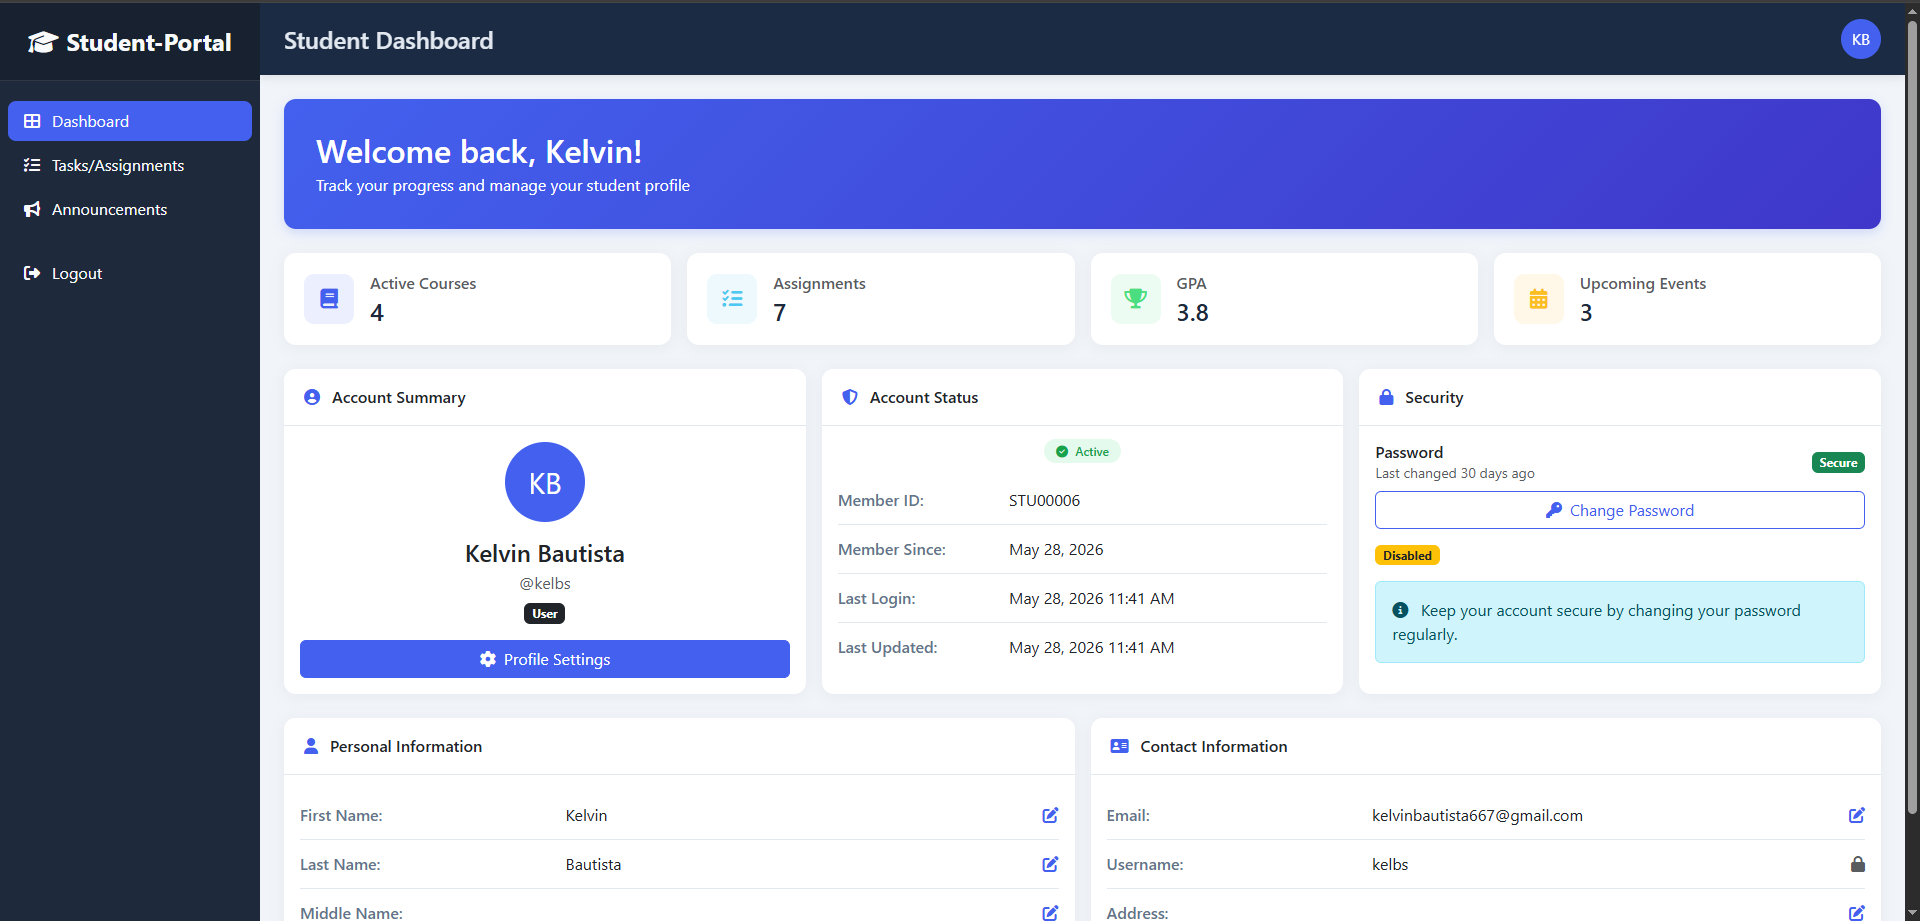 Student-Portal
Student Dashboard
KB
Dashboard
Tasks/Assignments
Announcements
Logout
Welcome back, Kelvin!
Track your progress and manage your student profile
Active Courses
4
Assignments
7
GPA
3.8
Upcoming Events
3
Account Summary
KB
Kelvin Bautista
@kelbs
User
Profile Settings
Account Status
Active
Member ID: STU00006
Member Since: May 28, 2026
Last Login: May 28, 2026 11:41 AM
Last Updated: May 28, 2026 11:41 AM
Security
Password
Last changed 30 days ago
Secure
Change Password
Disabled
Keep your account secure by changing your password
regularly.
Personal Information
First Name: Kelvin
Last Name: Bautista
Middle Name:
Contact Information
Email: kelvinbautista667@gmail.com
Username: kelbs
Address: